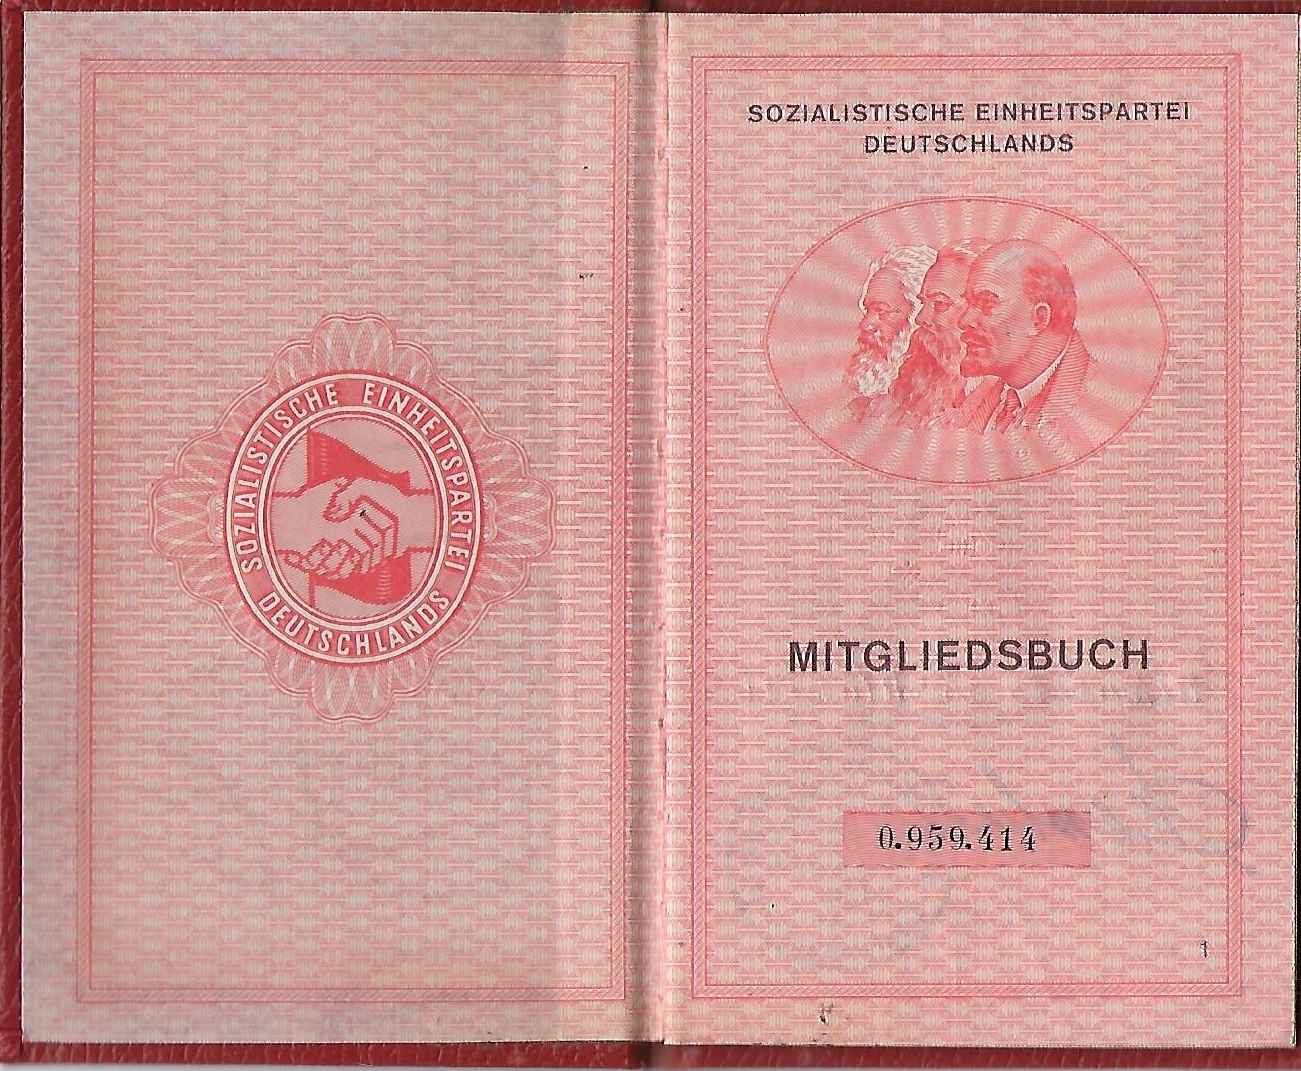 SOZIALISTISCHE EINHEITSPARTEI
DEUTSCHLANDS
SOZIALISTISCHE EINHEITSPARTEI
DEUTSCHLANDS
MITGLIEDSBUCH
0.959.414
1